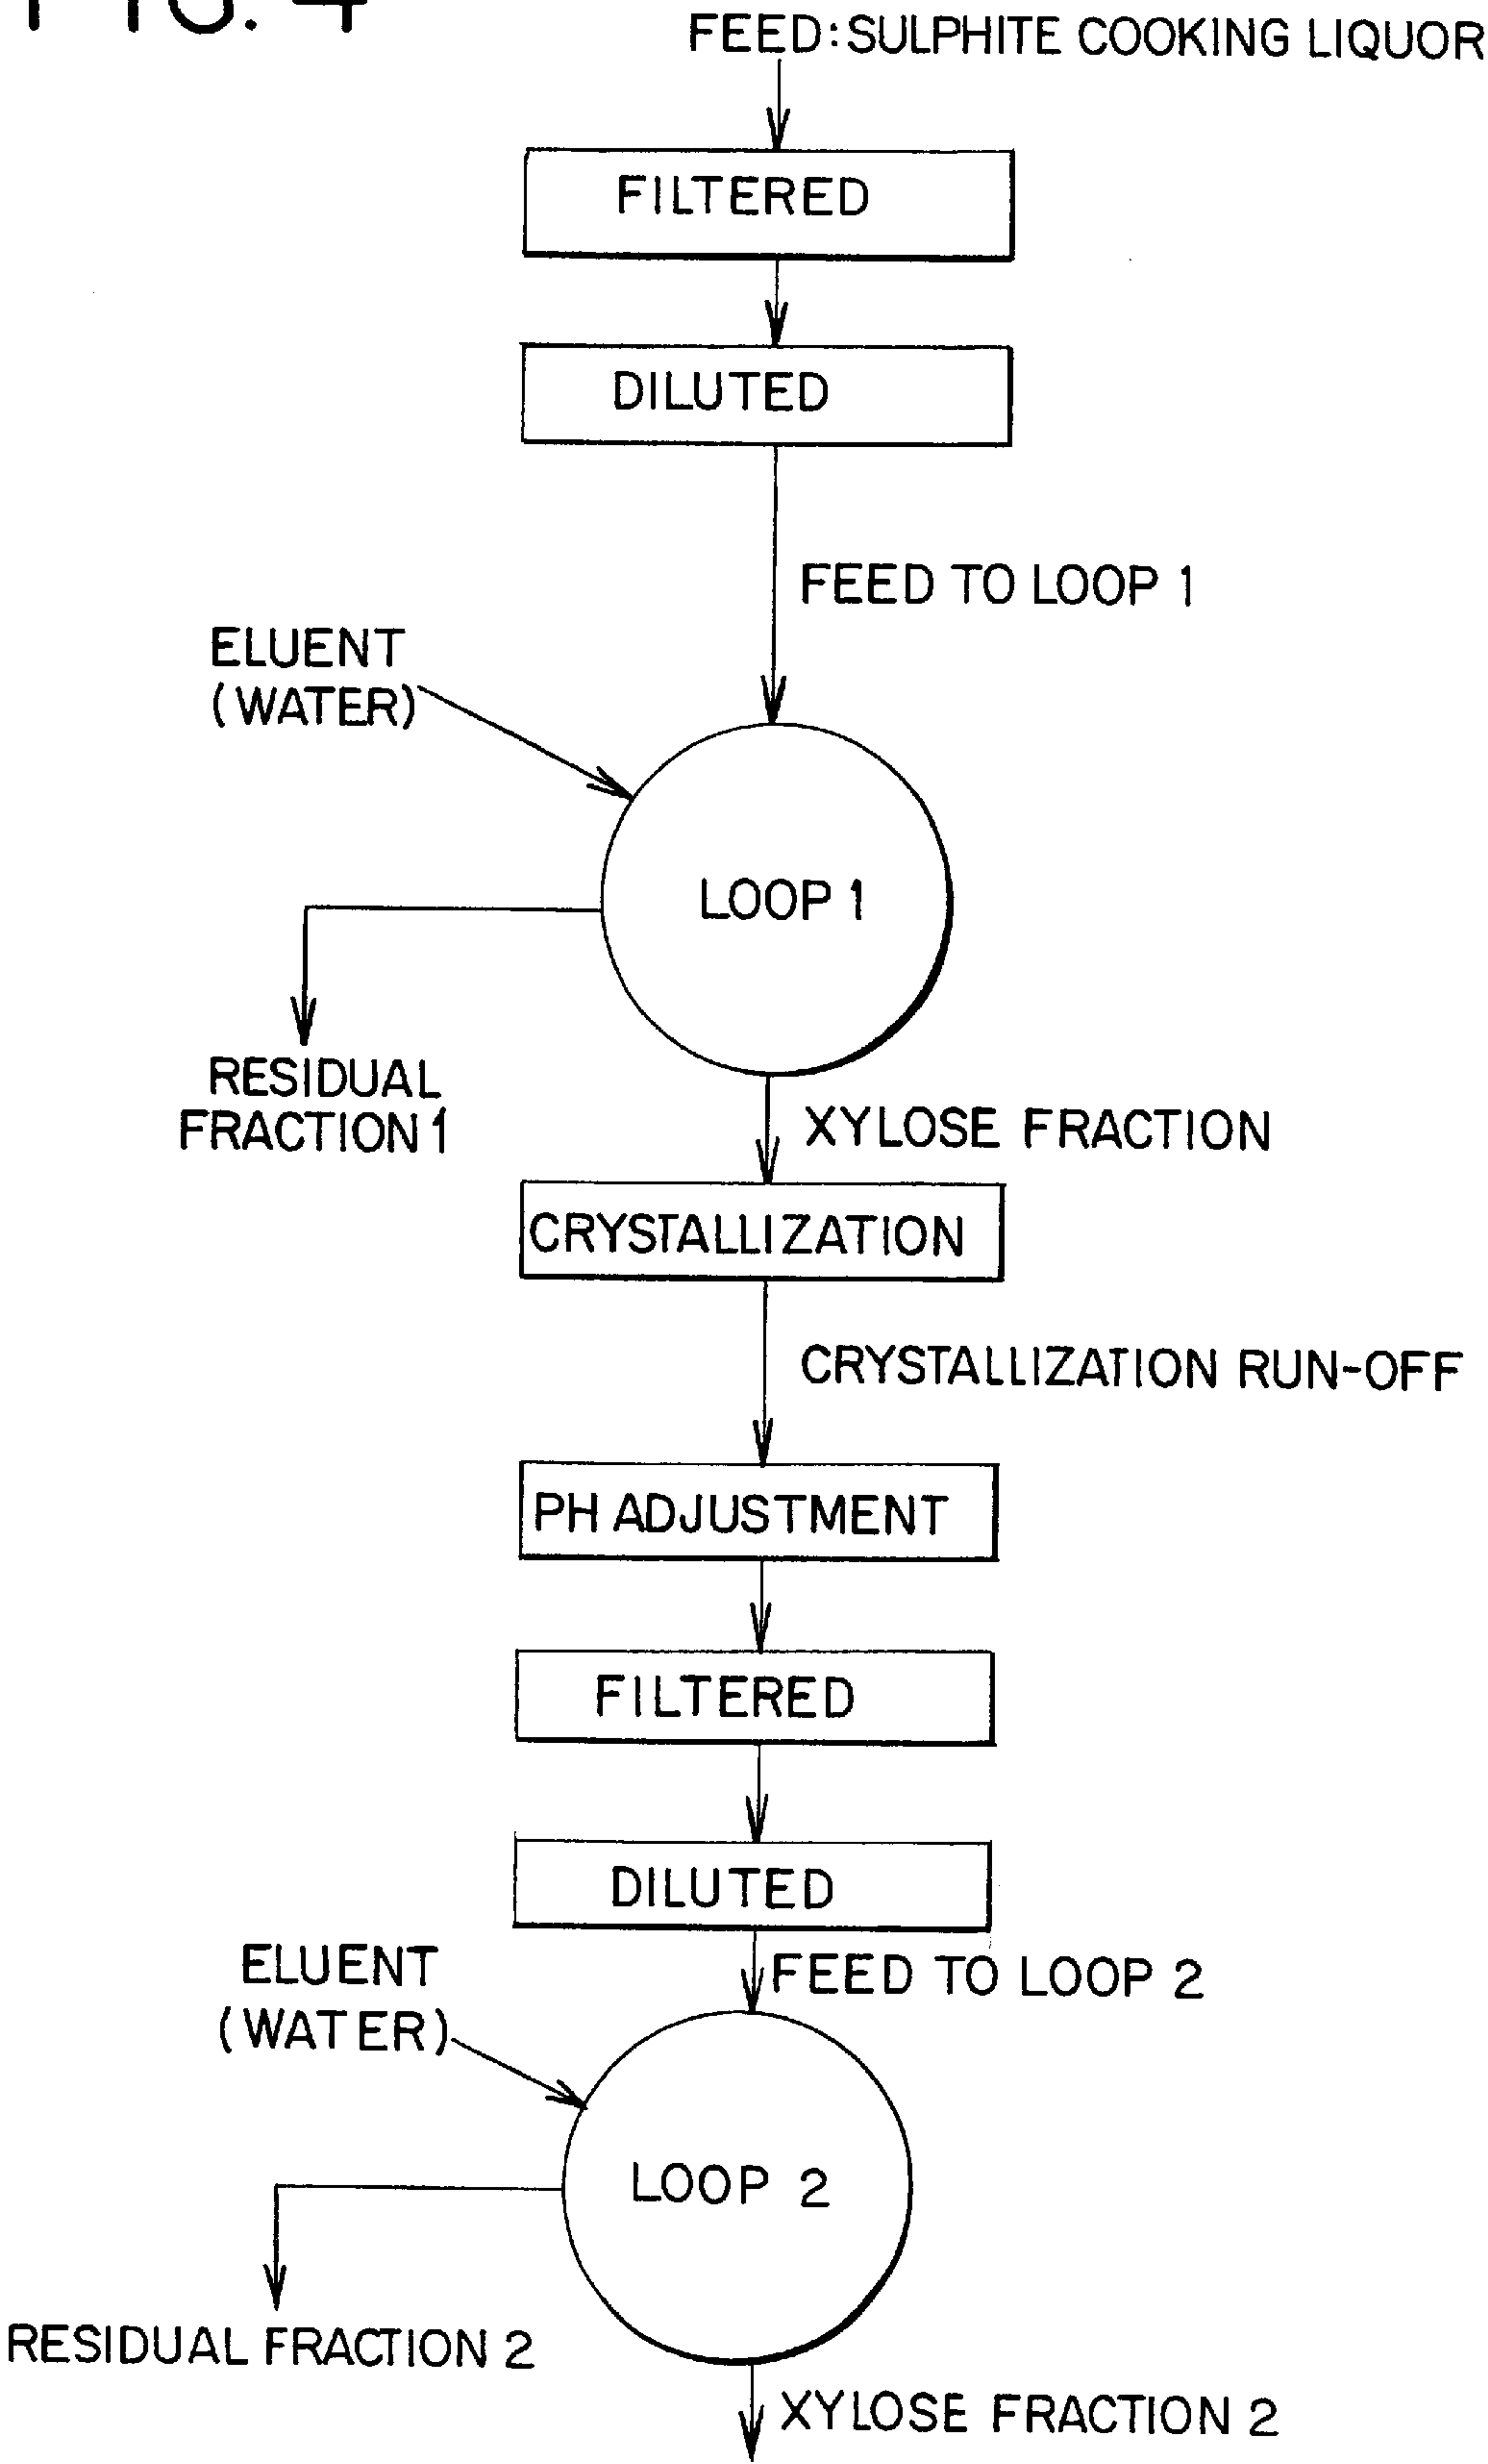 FIG. 4
FEED: SULPHITE COOKING LIQUOR
FILTERED
DILUTED
FEED TO LOOP 1
ELUENT
(WATER)
LOOP 1
RESIDUAL
FRACTION 1
XYLOSE FRACTION
CRYSTALLIZATION
CRYSTALLIZATION RUN-OFF
PH ADJUSTMENT
FILTERED
DILUTED
FEED TO LOOP 2
ELUENT
(WATER)
LOOP 2
RESIDUAL FRACTION 2
XYLOSE FRACTION 2